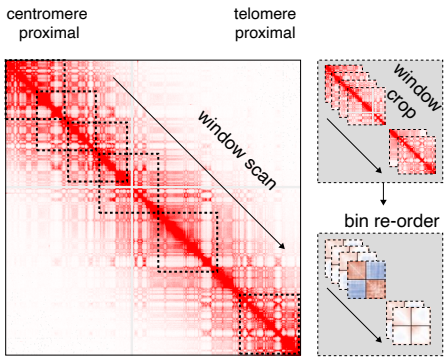 centromere
proximal
telomere
proximal
window scan
window
crop
bin re-order